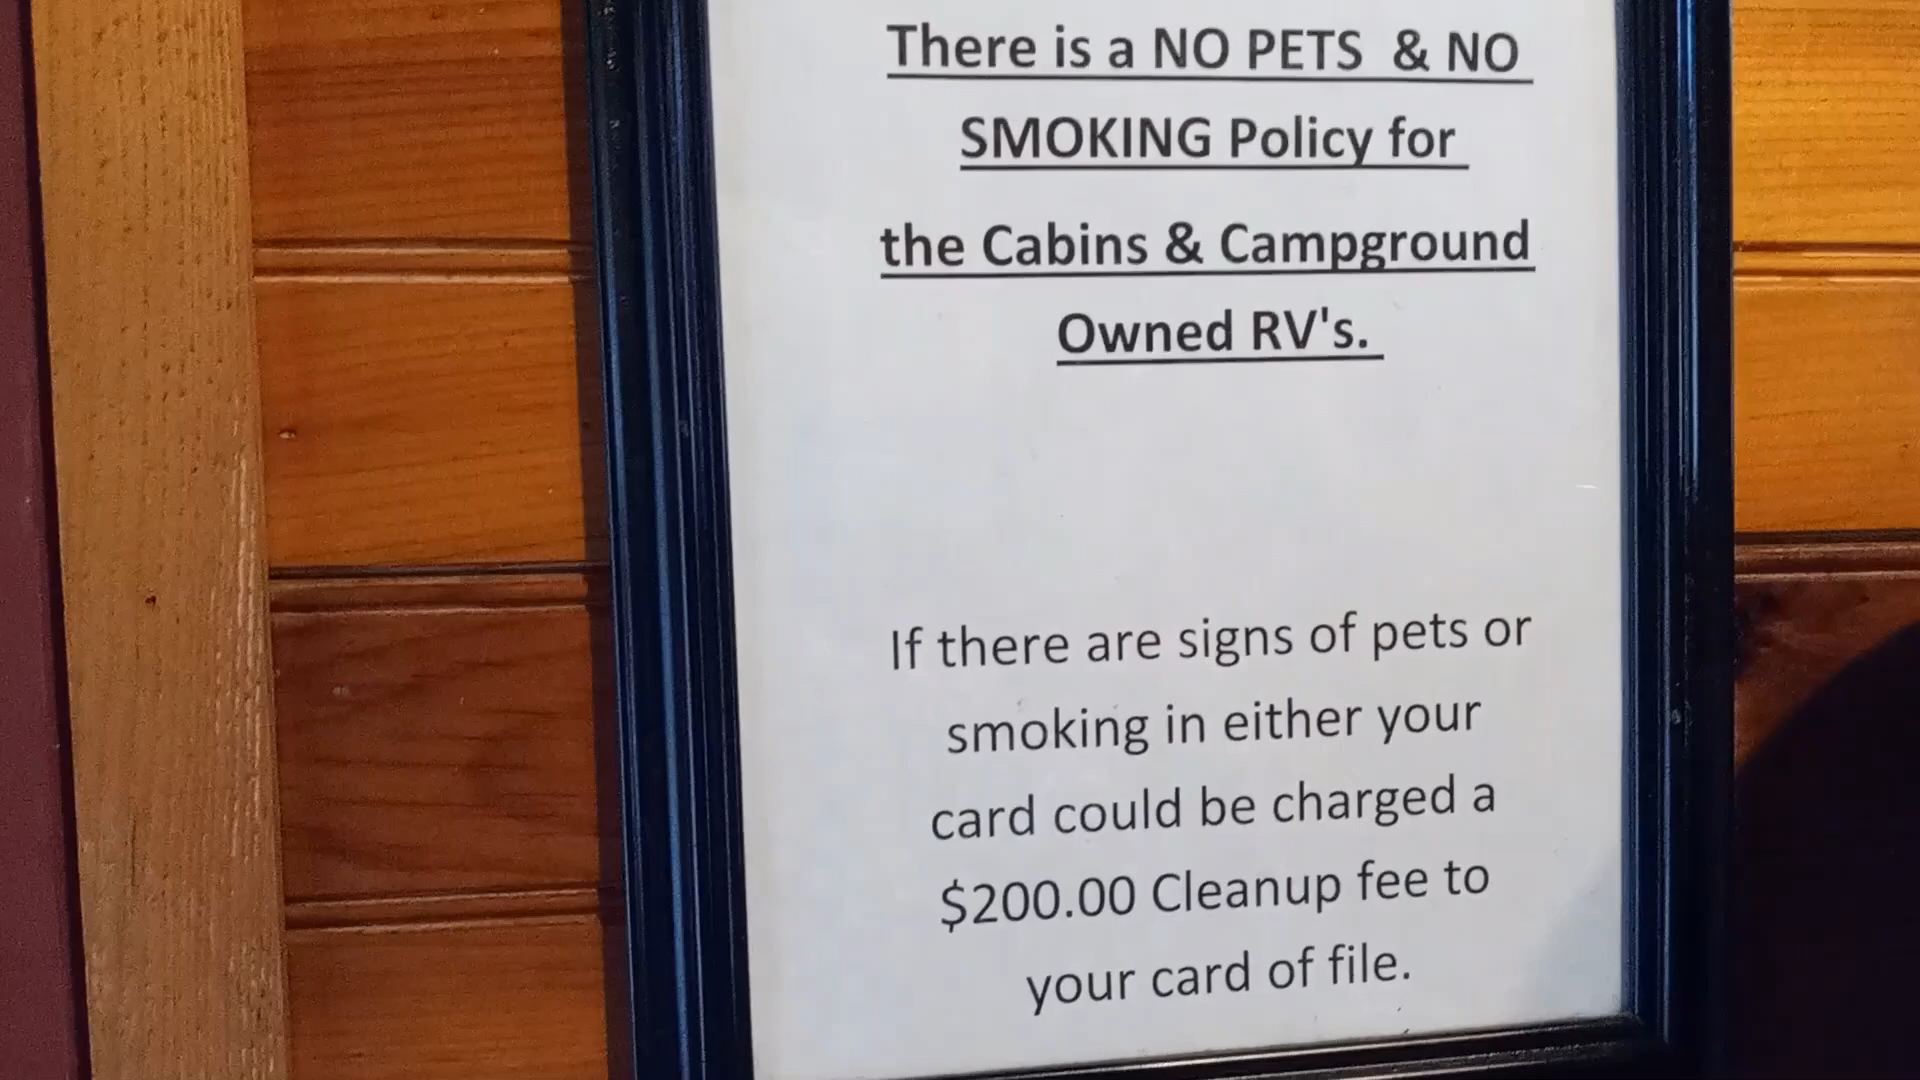 There is a NO PETS & NO
SMOKING Policy for
the Cabins & Campground
Owned RV's.
If there are signs of pets or
smoking in either your
card could be charged a
$200.00 Cleanup fee to
your card of file.